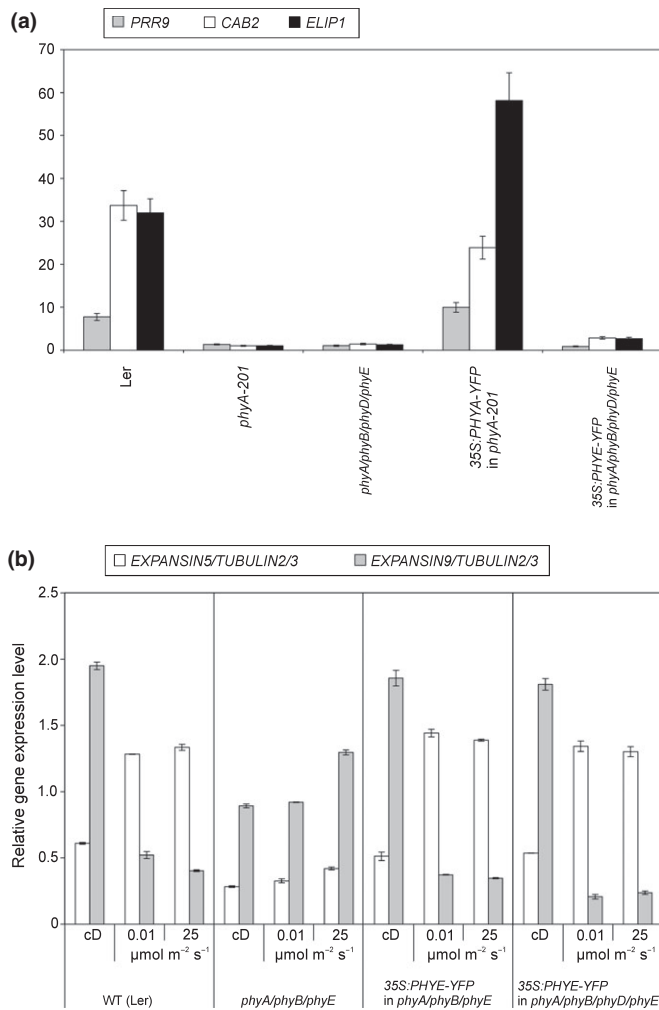 (a)
PRR9 CAB2 ELIP1
70
60
50
40
30
20
10
0
Ler
phyA-201
phyA/phyB/phyD/phyE
35S:PHYA-YFP
in phyA-201
35S:PHYE-YFP
in phyA/phyB/phyD/phyE
(b)
EXPANSIN5/TUBULIN2/3 EXPANSIN9/TUBULIN2/3
Relative gene expression level
2.5
2.0
1.5
1.0
0.5
0
cD 0.01 25 cD 0.01 25 cD 0.01 25 cD 0.01 25
µmol m⁻² s⁻¹ µmol m⁻² s⁻¹ µmol m⁻² s⁻¹ µmol m⁻² s⁻¹
WT (Ler)
phyA/phyB/phyE
35S:PHYE-YFP
in phyA/phyB/phyE
35S:PHYE-YFP
in phyA/phyB/phyD/phyE